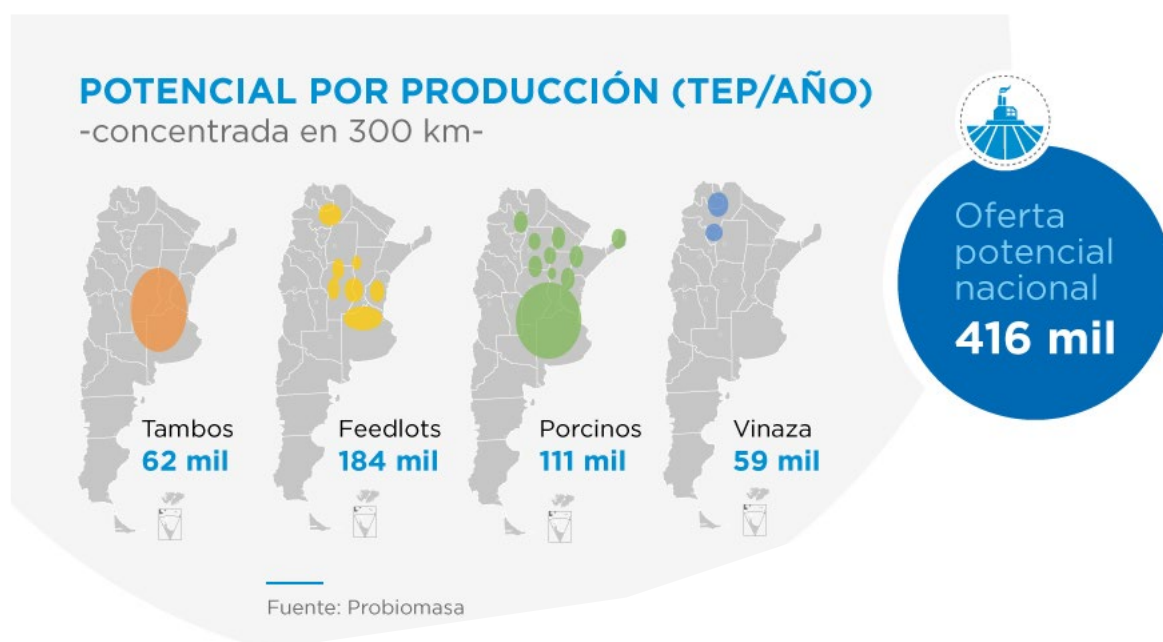 POTENCIAL POR PRODUCCIÓN (TEP/AÑO)
-concentrada en 300 km-
Tambos
62 mil
Feedlots
184 mil
Porcinos
111 mil
Vinaza
59 mil
Oferta
potencial
nacional
416 mil
Fuente: Probiomasa